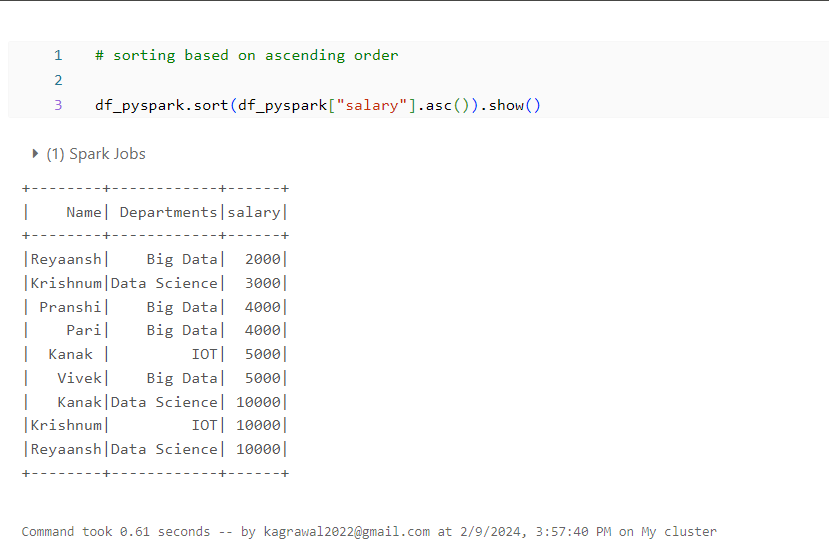 1 # sorting based on ascending order
2
3 df_pyspark.sort(df_pyspark["salary"].asc()).show()
(1) Spark Jobs
+--------+------------+------+
|    Name| Departments|salary|
+--------+------------+------+
|Reyaansh|    Big Data|  2000|
|Krishnum|Data Science|  3000|
| Pranshi|    Big Data|  4000|
|    Pari|    Big Data|  4000|
|  Kanak |         IOT|  5000|
|   Vivek|    Big Data|  5000|
|   Kanak|Data Science| 10000|
|Krishnum|         IOT| 10000|
|Reyaansh|Data Science| 10000|
+--------+------------+------+
Command took 0.61 seconds -- by kagrawal2022@gmail.com at 2/9/2024, 3:57:40 PM on My cluster